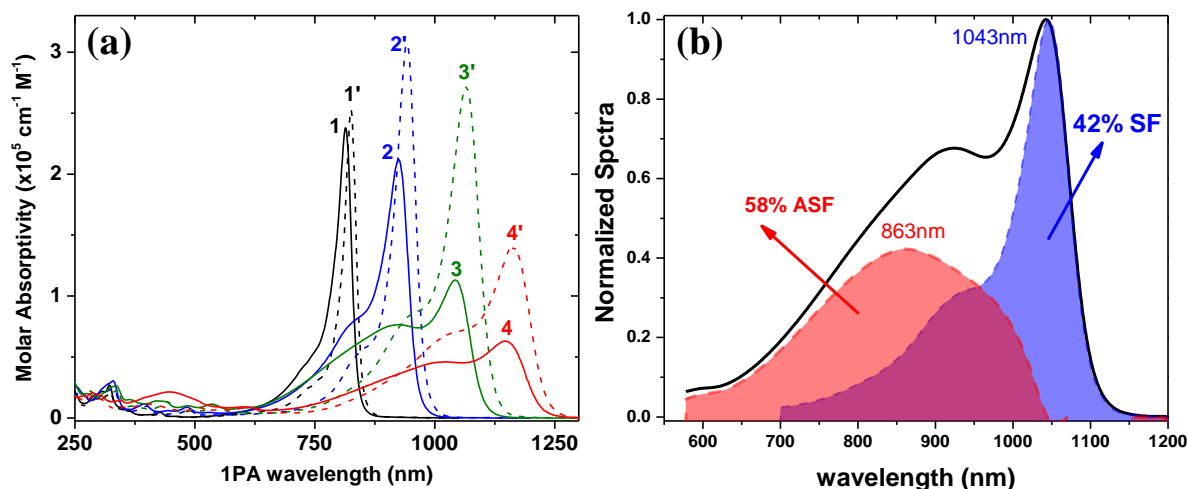 (a)
Molar Absorptivity (x10⁵ cm⁻¹ M⁻¹)
3
2
1
0
1
1'
2
2'
3
3'
4
4'
250 500 750 1000 1250
1PA wavelength (nm)
(b)
Normalized Spctra
1.0
0.8
0.6
0.4
0.2
0.0
1043nm
42% SF
58% ASF
863nm
600 700 800 900 1000 1100 1200
wavelength (nm)